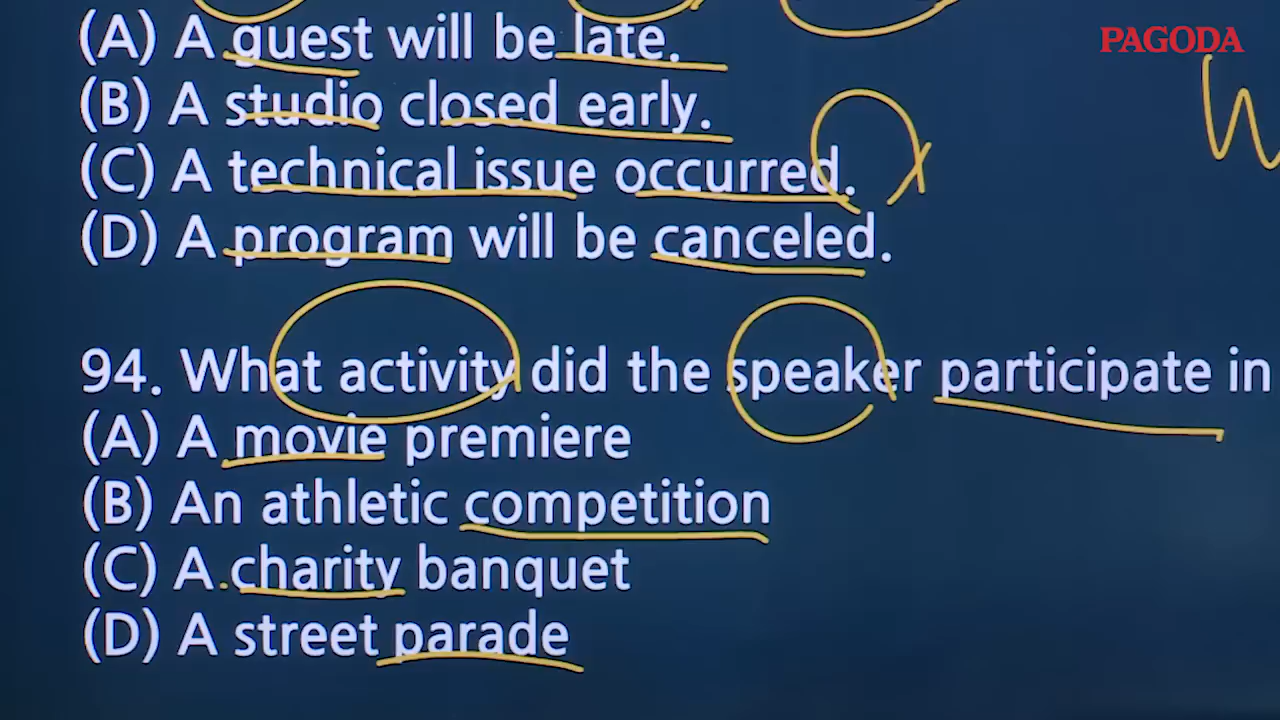 PAGODA
(A) A guest will be late.
(B) A studio closed early.
(C) A technical issue occurred.
(D) A program will be canceled.
94. What activity did the speaker participate in
(A) A movie premiere
(B) An athletic competition
(C) A charity banquet
(D) A street parade